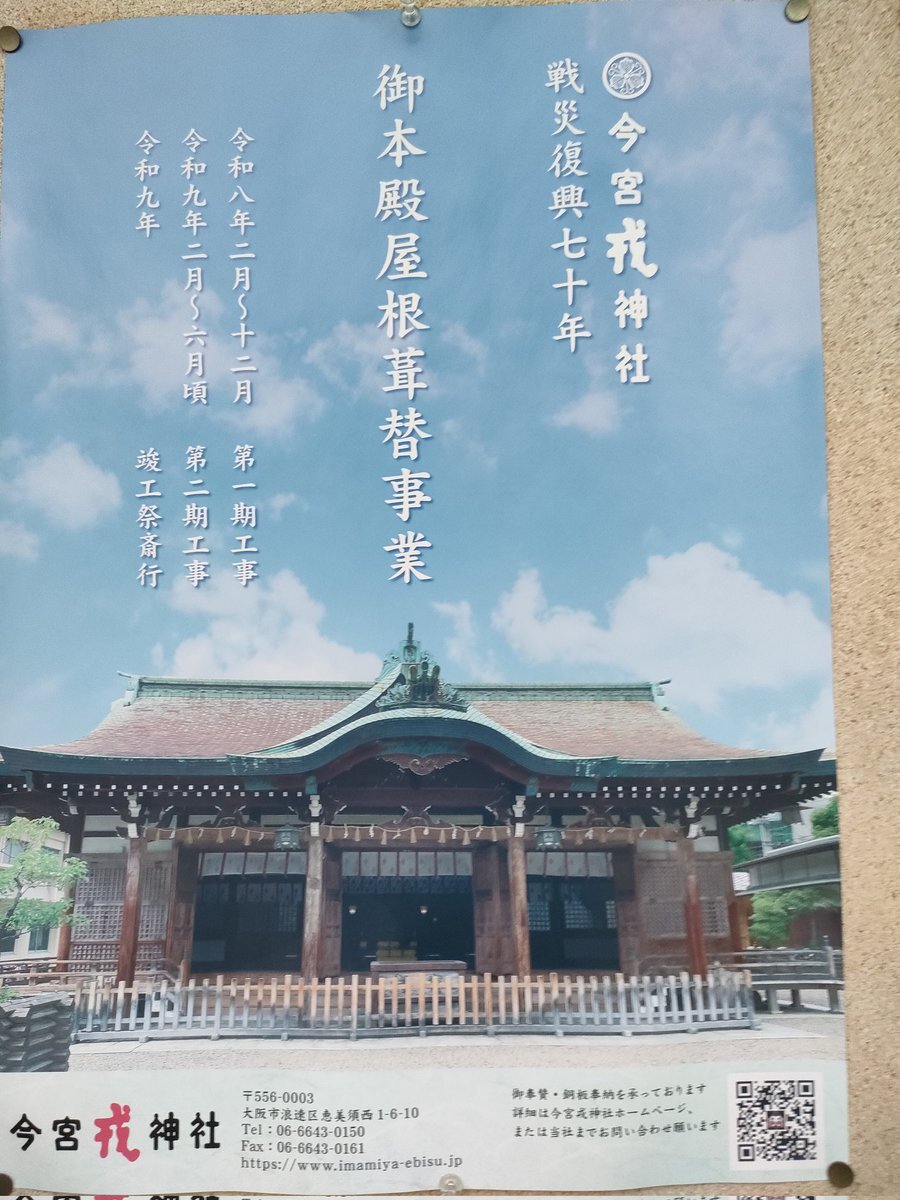 今宮戎神社
戦災復興七十年
御本殿屋根葺替事業
令和八年二月〜十二月 第一期工事
令和九年二月〜六月頃 第二期工事
令和九年 竣工祭斎行
今宮戎神社
〒556-0003
大阪市浪速区恵美須西1-6-10
Tel：06-6643-0150
Fax：06-6643-0161
https://www.imamiya-ebisu.jp
御奉賛・銅板奉納を承っております
詳細は今宮戎神社ホームページ、
または当社までお問い合わせ願います